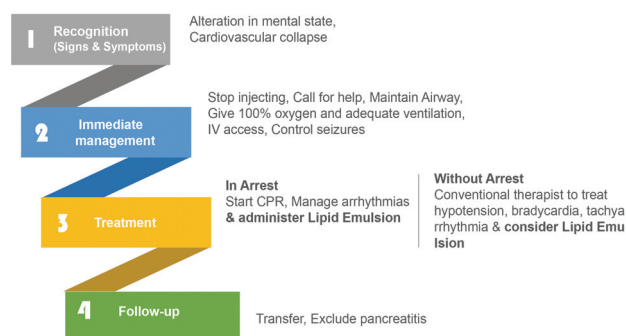 1
Recognition
(Signs & Symptoms)
Alteration in mental state,
Cardiovascular collapse
2
Immediate
management
Stop injecting, Call for help, Maintain Airway,
Give 100% oxygen and adequate ventilation,
IV access, Control seizures
3
Treatment
In Arrest
Start CPR, Manage arrhythmias
& administer Lipid Emulsion
Without Arrest
Conventional therapist to treat
hypotension, bradycardia, tachya
rrhythmia & consider Lipid Emu
lsion
4
Follow-up
Transfer, Exclude pancreatitis